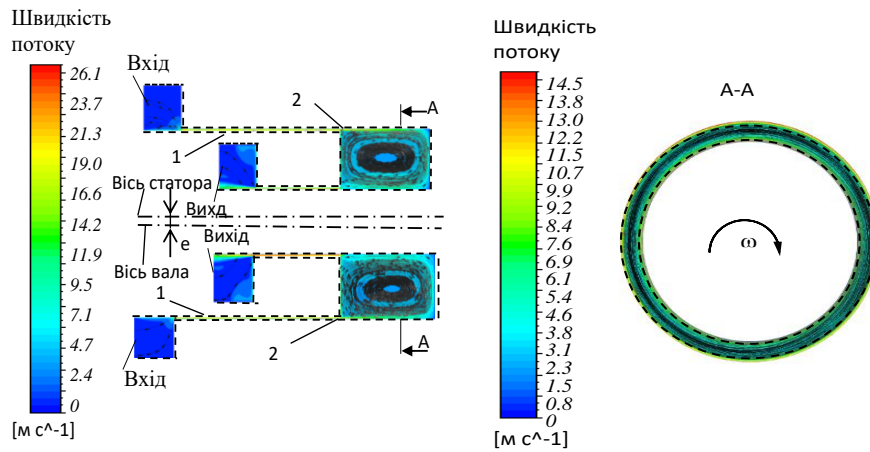 Швидкість
потоку
26.1
23.7
21.3
19.0
16.6
14.2
11.9
9.5
7.1
4.7
2.4
0
[м с^-1]
Вхід
2
А
1
Вісь статора
Вихд
е
Вихід
Вісь вала
1
2
А
Вхід
Швидкість
потоку
14.5
13.8
13.0
12.2
11.5
10.7
9.9
9.2
8.4
7.6
6.9
6.1
5.4
4.6
3.8
3.1
2.3
1.5
0.8
0
[м с^-1]
А-А
ω